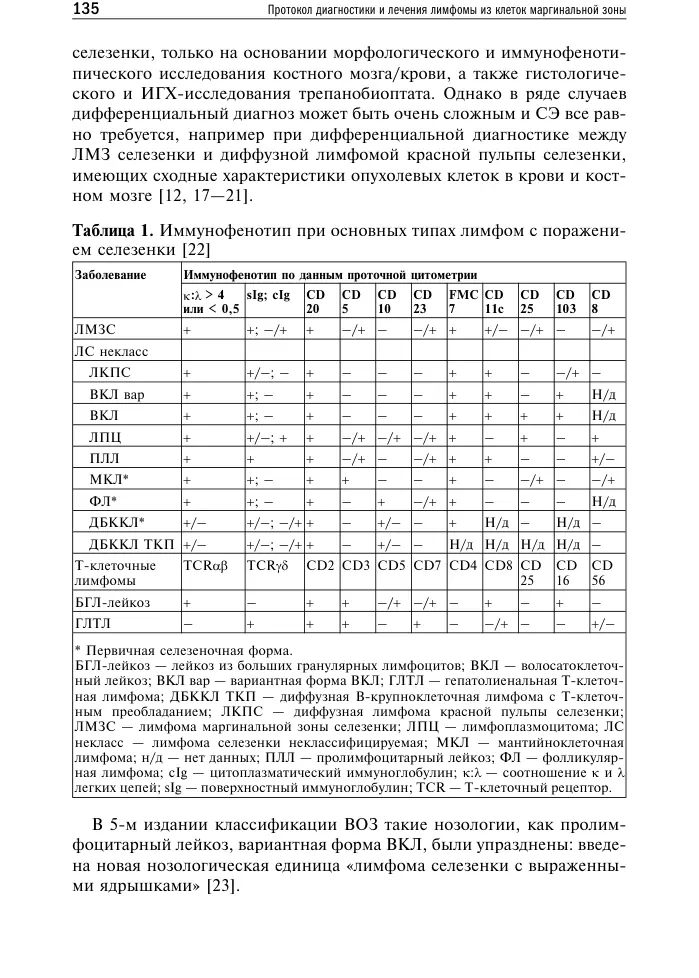 135 Протокол диагностики и лечения лимфомы из клеток маргинальной зоны
селезенки, только на основании морфологического и иммунофеноти-
пического исследования костного мозга/крови, а также гистологиче-
ского и ИГХ-исследования трепанобиоптата. Однако в ряде случаев
дифференциальный диагноз может быть очень сложным и СЭ все рав-
но требуется, например при дифференциальной диагностике между
ЛМЗ селезенки и диффузной лимфомой красной пульпы селезенки,
имеющих сходные характеристики опухолевых клеток в крови и кост-
ном мозге [12, 17—21].
Таблица 1. Иммунофенотип при основных типах лимфом с поражени-
ем селезенки [22]
Заболевание Иммунофенотип по данным проточной цитометрии
κ:λ > 4 sIg; cIg CD CD CD CD FMC CD CD CD CD
или < 0,5 20 5 10 23 7 11c 25 103 8
ЛМЗС + +; −/+ + −/+ − −/+ + +/− −/+ − −/+
ЛС некласс
ЛКПС + +/−; − + − − − + + − −/+ −
ВКЛ вар + +; − + − − − + + − + Н/д
ВКЛ + +; − + − − − + + + + Н/д
ЛПЦ + +/−; + + −/+ −/+ −/+ + − + − +
ПЛЛ + + + −/+ − −/+ + + − − +/−
МКЛ* + +; − + + − − + − −/+ − −/+
ФЛ* + +; − + − + −/+ + − − − Н/д
ДБККЛ* +/− +/−; −/+ + − +/− − + Н/д − Н/д −
ДБККЛ ТКП +/− +/−; −/+ + − +/− − Н/д Н/д Н/д Н/д −
Т-клеточные TCRαβ TCRγδ CD2 CD3 CD5 CD7 CD4 CD8 CD CD CD
лимфомы 25 16 56
БГЛ-лейкоз + − + + −/+ −/+ − + − + −
ГЛТЛ − + + + − + − −/+ − − +/−
* Первичная селезеночная форма.
БГЛ-лейкоз — лейкоз из больших гранулярных лимфоцитов; ВКЛ — волосатоклеточ-
ный лейкоз; ВКЛ вар — вариантная форма ВКЛ; ГЛТЛ — гепатолиенальная Т-клеточ-
ная лимфома; ДБККЛ ТКП — диффузная В-крупноклеточная лимфома с Т-клеточ-
ным преобладанием; ЛКПС — диффузная лимфома красной пульпы селезенки;
ЛМЗС — лимфома маргинальной зоны селезенки; ЛПЦ — лимфоплазмоцитома; ЛС
некласс — лимфома селезенки неклассифицируемая; МКЛ — мантийноклеточная
лимфома; н/д — нет данных; ПЛЛ — пролимфоцитарный лейкоз; ФЛ — фолликуляр-
ная лимфома; cIg — цитоплазматический иммуноглобулин; κ:λ — соотношение κ и λ
легких цепей; sIg — поверхностный иммуноглобулин; TCR — Т-клеточный рецептор.
В 5-м издании классификации ВОЗ такие нозологии, как пролим-
фоцитарный лейкоз, вариантная форма ВКЛ, были упразднены: введе-
на новая нозологическая единица «лимфома селезенки с выраженны-
ми ядрышками» [23].